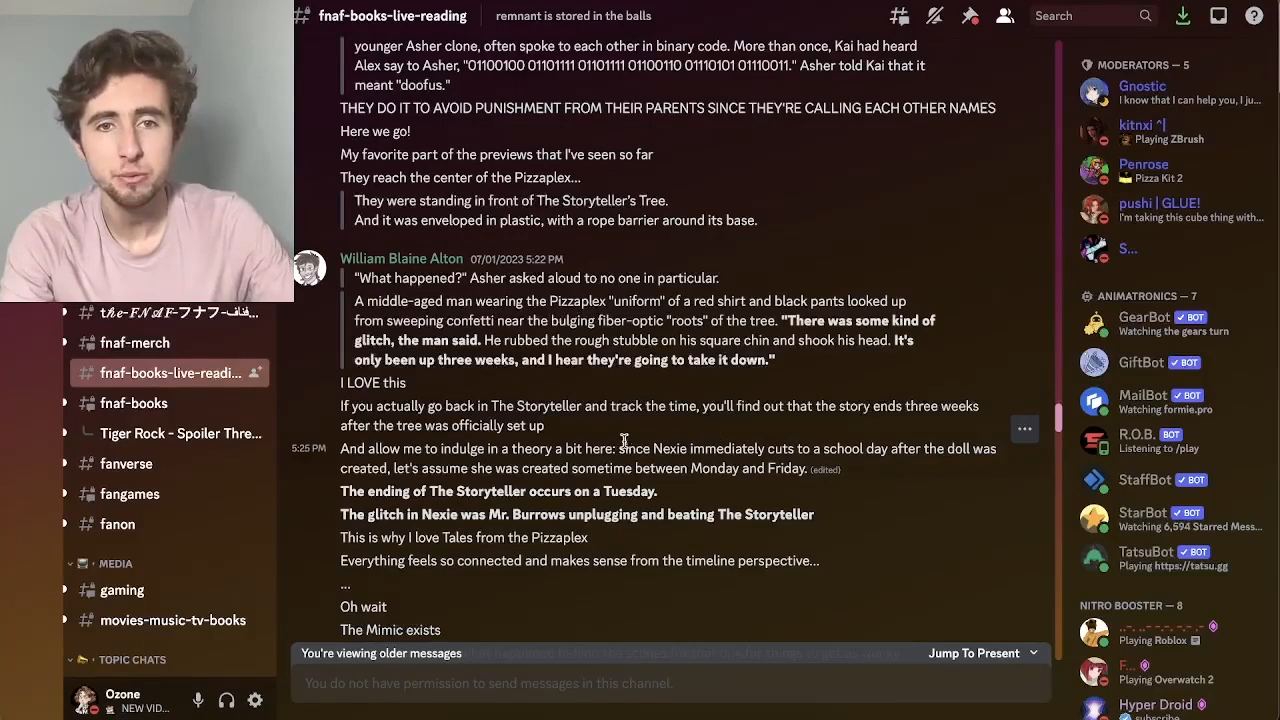 fnaf-books-live-reading
remnant is stored in the balls
Search
younger Asher clone, often spoke to each other in binary code. More than once, Kai had heard
Alex say to Asher, "01100100 01101111 01101111 01100110 01110101 01110011." Asher told Kai that it
meant "doofus."
THEY DO IT TO AVOID PUNISHMENT FROM THEIR PARENTS SINCE THEY'RE CALLING EACH OTHER NAMES
Here we go!
My favorite part of the previews that I've seen so far
They reach the center of the Pizzaplex...
They were standing in front of The Storyteller's Tree.
And it was enveloped in plastic, with a rope barrier around its base.
William Blaine Alton 07/01/2023 5:22 PM
"What happened?" Asher asked aloud to no one in particular.
A middle-aged man wearing the Pizzaplex "uniform" of a red shirt and black pants looked up
from sweeping confetti near the bulging fiber-optic "roots" of the tree. "There was some kind of
glitch, the man said. He rubbed the rough stubble on his square chin and shook his head. It's
only been up three weeks, and I hear they're going to take it down."
I LOVE this
If you actually go back in The Storyteller and track the time, you'll find out that the story ends three weeks
after the tree was officially set up
5:25 PM And allow me to indulge in a theory a bit here: since Nexie immediately cuts to a school day after the doll was
created, let's assume she was created sometime between Monday and Friday. (edited)
The ending of The Storyteller occurs on a Tuesday.
The glitch in Nexie was Mr. Burrows unplugging and beating The Storyteller
This is why I love Tales from the Pizzaplex
Everything feels so connected and makes sense from the timeline perspective...
...
Oh wait
The Mimic exists
You're viewing older messages
Jump To Present
You do not have permission to send messages in this channel.
fnaf-merch
fnaf-books-live-readi...
fnaf-books
Tiger Rock - Spoiler Thre...
fanverse
fangames
fanon
MEDIA
gaming
movies-music-tv-books
TOPIC CHATS
Ozone
NEW VID...
MODERATORS — 5
Gnostic
I know that I can help you, I ju...
kitnxi ^|
Playing ZBrush
Penrose
Pizza Kit 2
pushi | GLUE!
I'm taking this cube thing with...
S...
ANIMATRONICS — 7
GearBot BOT
Watching the gears turn
GiftBot BOT
MailBot BOT
Watching formie.pro
R.O.B. BOT
Listening to /play
StaffBot BOT
StarBot BOT
Watching 6,594 Starred Mess...
TatsuBot BOT
Playing https://tatsu.gg
NITRO BOOSTER — 8
Playing Roblox
F...
Playing Overwatch 2
Hyper Droid
subscribe